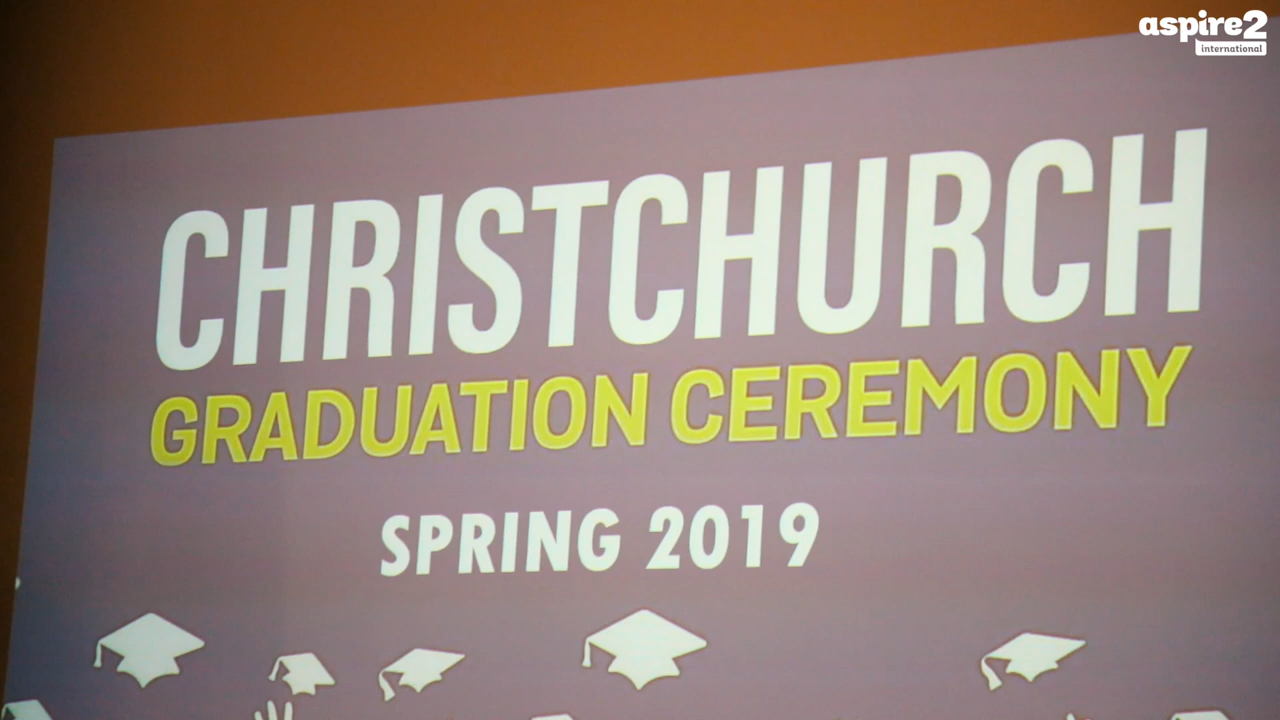 aspire2
international
CHRISTCHURCH
GRADUATION CEREMONY
SPRING 2019